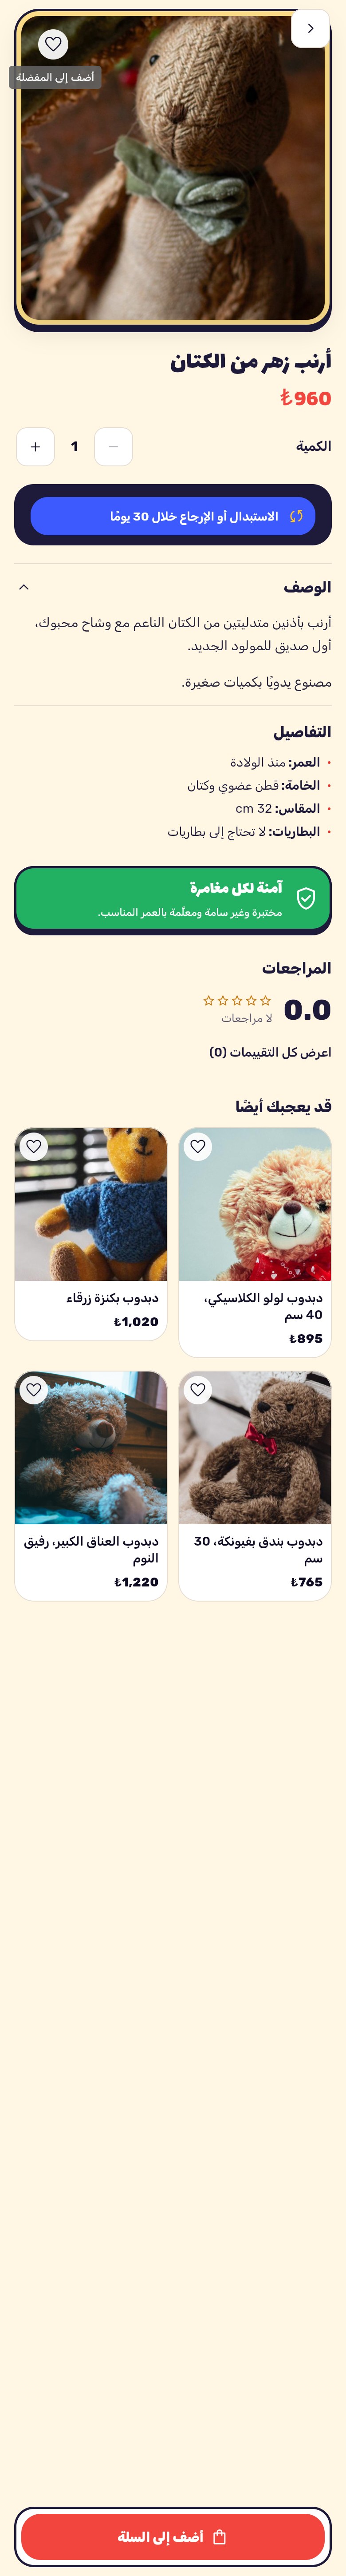 أضف إلى المفضلة
أرنب زهر من الكتان
₺960
الكمية
1
الاستبدال أو الإرجاع خلال 30 يومًا
الوصف
أرنب بأذنين متدليتين من الكتان الناعم مع وشاح محبوك،
أول صديق للمولود الجديد.
مصنوع يدويًا بكميات صغيرة.
التفاصيل
• العمر: منذ الولادة
• الخامة: قطن عضوي وكتان
• المقاس: 32 cm
• البطاريات: لا تحتاج إلى بطاريات
آمنة لكل مغامرة
مختبرة وغير سامة ومعلّمة بالعمر المناسب.
المراجعات
0.0
لا مراجعات
اعرض كل التقييمات (0)
قد يعجبك أيضًا
دبدوب لولو الكلاسيكي،
40 سم
₺895
دبدوب بكنزة زرقاء
₺1,020
دبدوب بندق بفيونكة، 30
سم
₺765
دبدوب العناق الكبير، رفيق
النوم
₺1,220
أضف إلى السلة